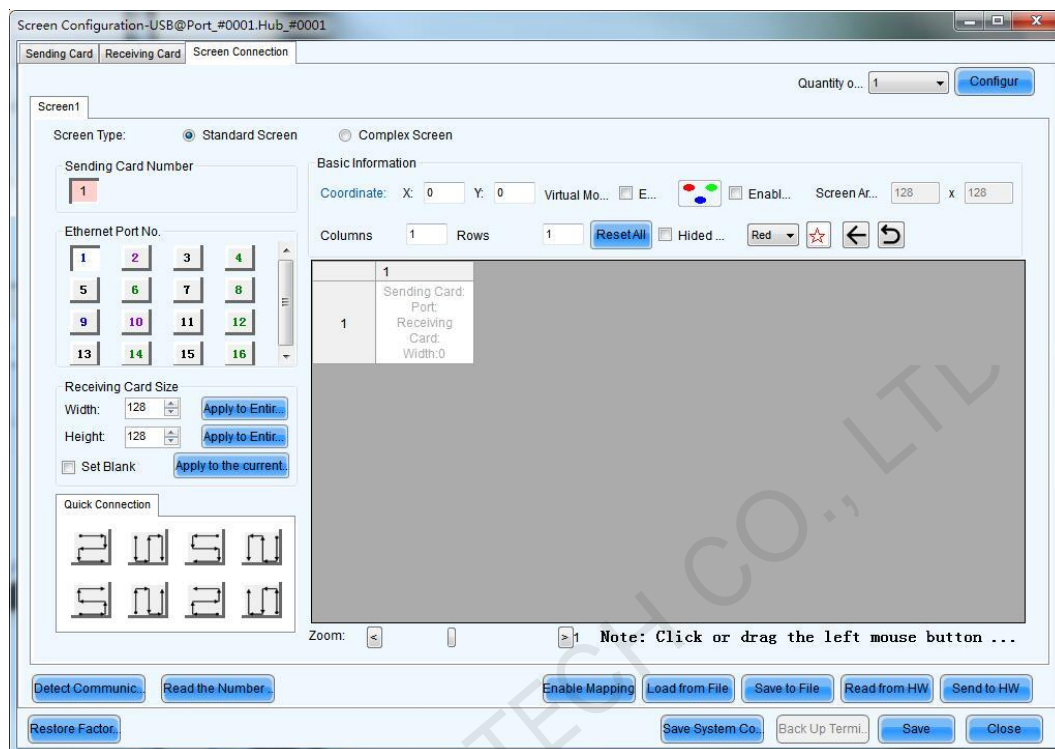 Screen Configuration-USB@Port_#0001.Hub_#0001
Sending Card Receiving Card Screen Connection
Quantity o... 1 Configur
Screen1
Screen Type: Standard Screen Complex Screen
Sending Card Number
1
Basic Information
Coordinate: X: 0 Y: 0 Virtual Mo... E... Enabl... Screen Ar... 128 x 128
Columns 1 Rows 1 Reset All Hided ... Red
Ethernet Port No.
1 2 3 4
5 6 7 8
9 10 11 12
13 14 15 16
1
1
Sending Card:
Port:
Receiving
Card:
Width:0
Receiving Card Size
Width: 128 Apply to Entir...
Height: 128 Apply to Entir...
Set Blank Apply to the current..
Quick Connection
Zoom: < > 1 Note: Click or drag the left mouse button ...
Detect Communic.. Read the Number .. Enable Mapping Load from File Save to File Read from HW Send to HW
Restore Factor.. Save System Co.. Back Up Termi.. Save Close
TECH CO., LTD